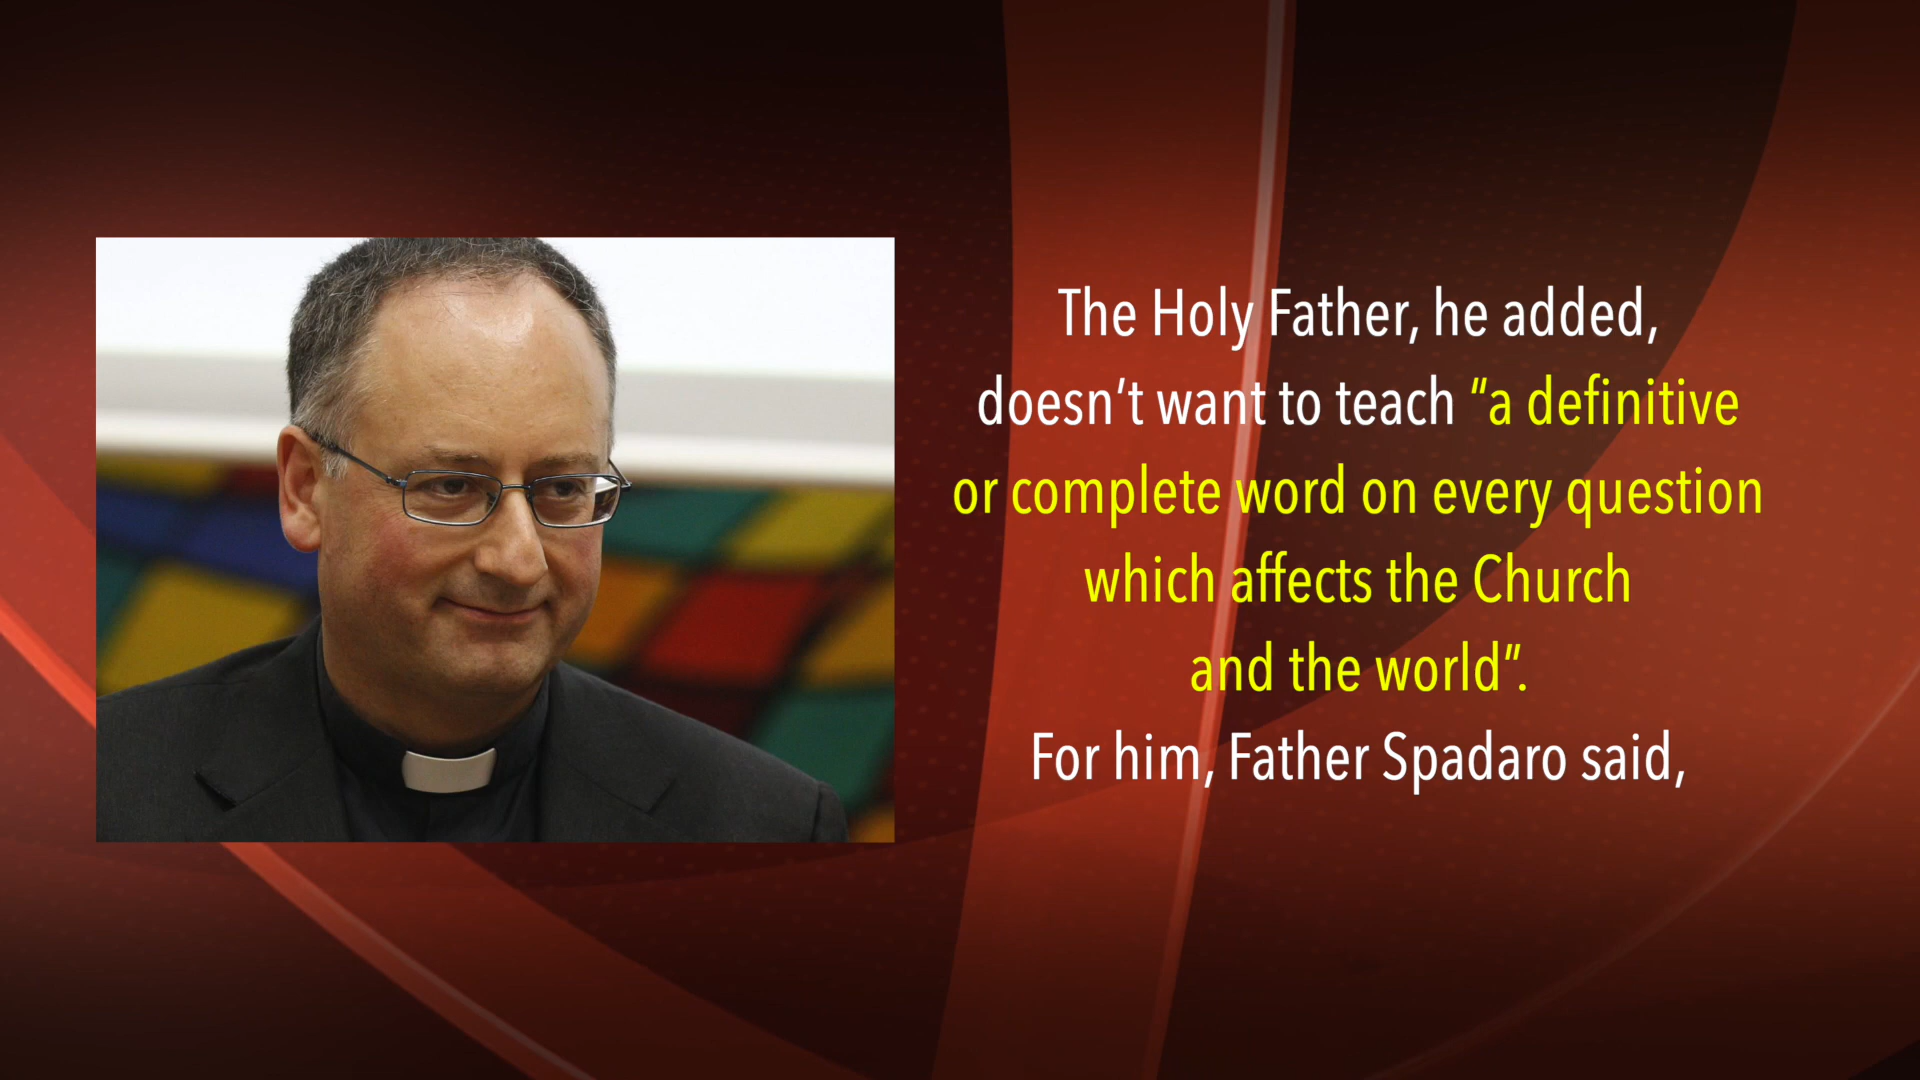 The Holy Father, he added,
doesn't want to teach "a definitive
or complete word on every question
which affects the Church
and the world".
For him, Father Spadaro said,